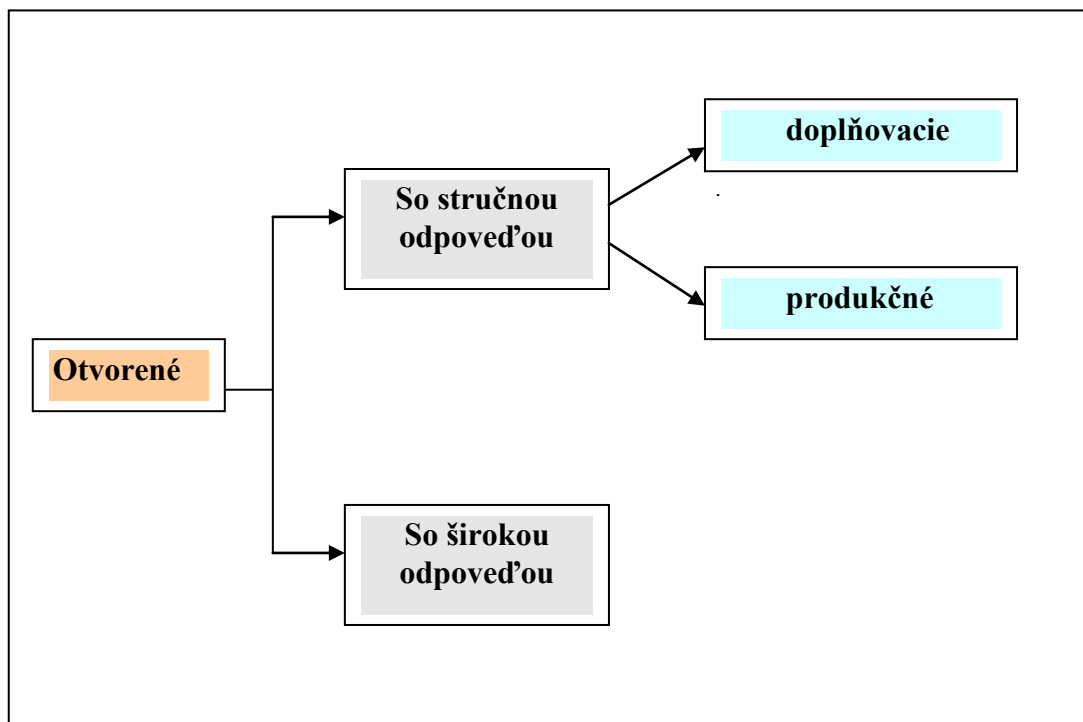 doplňovacie
So stručnou
odpoveďou
produkčné
Otvorené
So širokou
odpoveďou